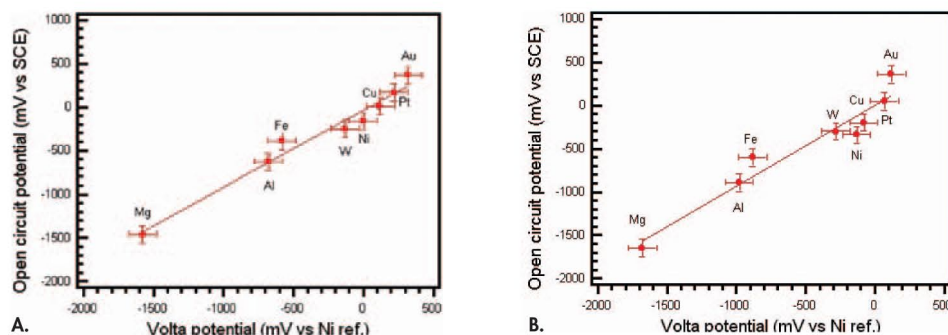 Open circuit potential (mV vs SCE)
1000
500
0
-500
-1000
-1500
-2000
Au
Cu
Pt
Fe
Ni
W
Al
Mg
-2000 -1500 -1000 -500 0 500
Volta potential (mV vs Ni ref.)
A.
Open circuit potential (mV vs SCE)
1000
500
0
-500
-1000
-1500
-2000
Au
Cu
Pt
W
Fe
Ni
Al
Mg
-2000 -1500 -1000 -500 0 500
Volta potential (mV vs Ni ref.)
B.